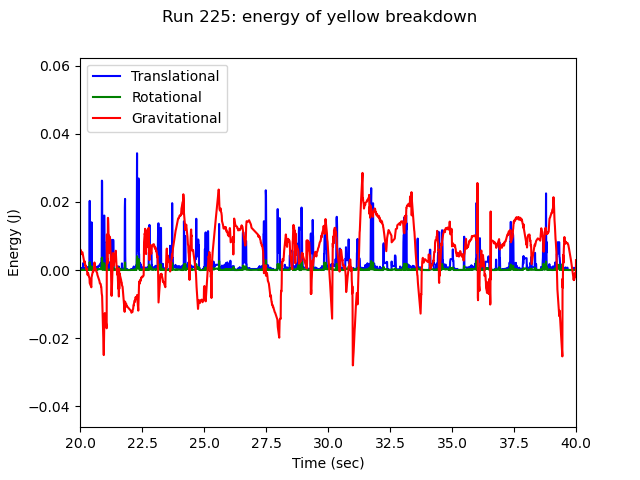 Run 225: energy of yellow breakdown
Translational
Rotational
Gravitational
Energy (J)
0.06
0.04
0.02
0.00
−0.02
−0.04
20.0 22.5 25.0 27.5 30.0 32.5 35.0 37.5 40.0
Time (sec)